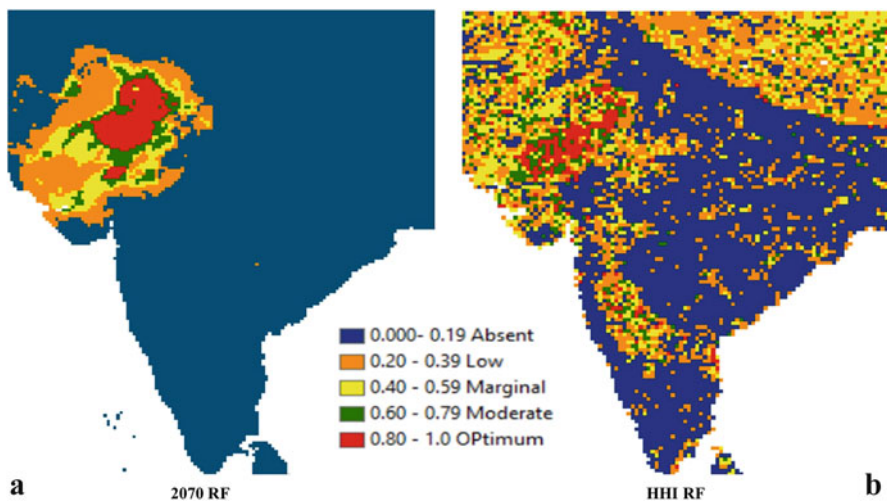 0.000- 0.19 Absent
0.20 - 0.39 Low
0.40 - 0.59 Marginal
0.60 - 0.79 Moderate
0.80 - 1.0 OPtimum
a
2070 RF
HHI RF
b